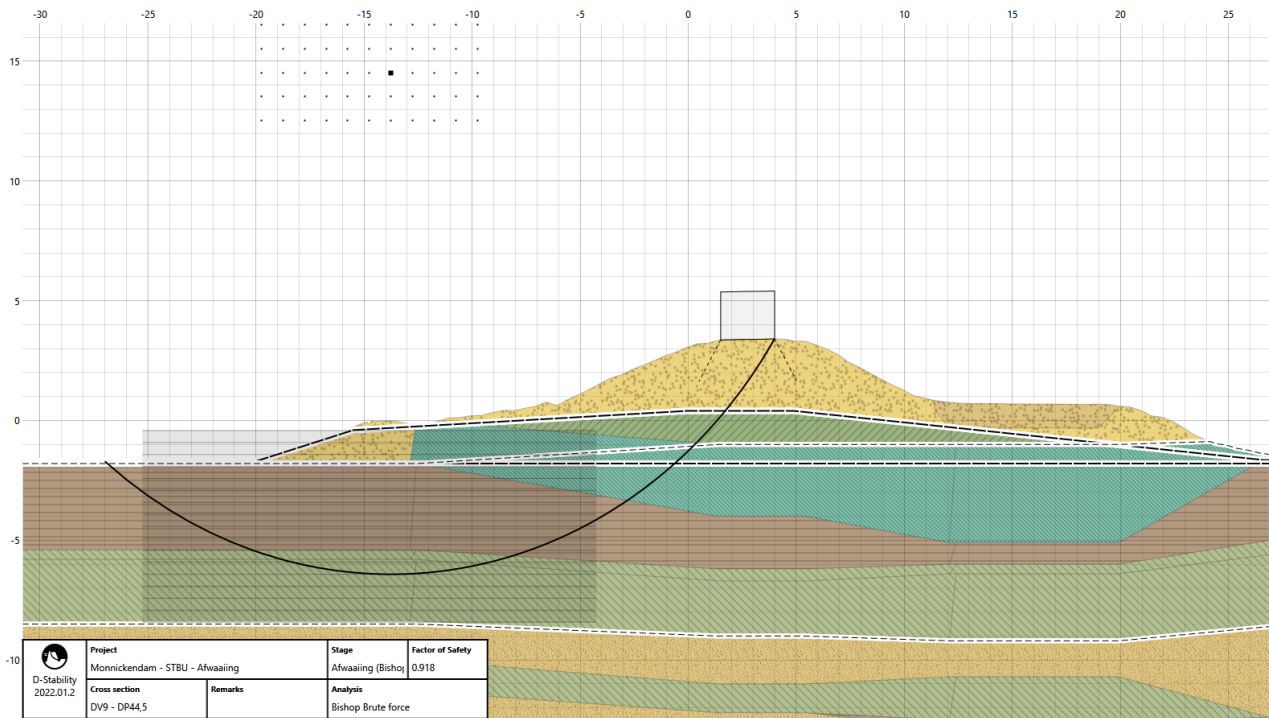 -30 -25 -20 -15 -10 -5 0 5 10 15 20 25
15
10
5
0
-5
-10
D-Stability
2022.01.2
Project
Monnickendam - STBU - Afwaaiing
Stage
Afwaaiing (Bishop
Factor of Safety
0.918
Cross section
DV9 - DP44,5
Remarks
Analysis
Bishop Brute force